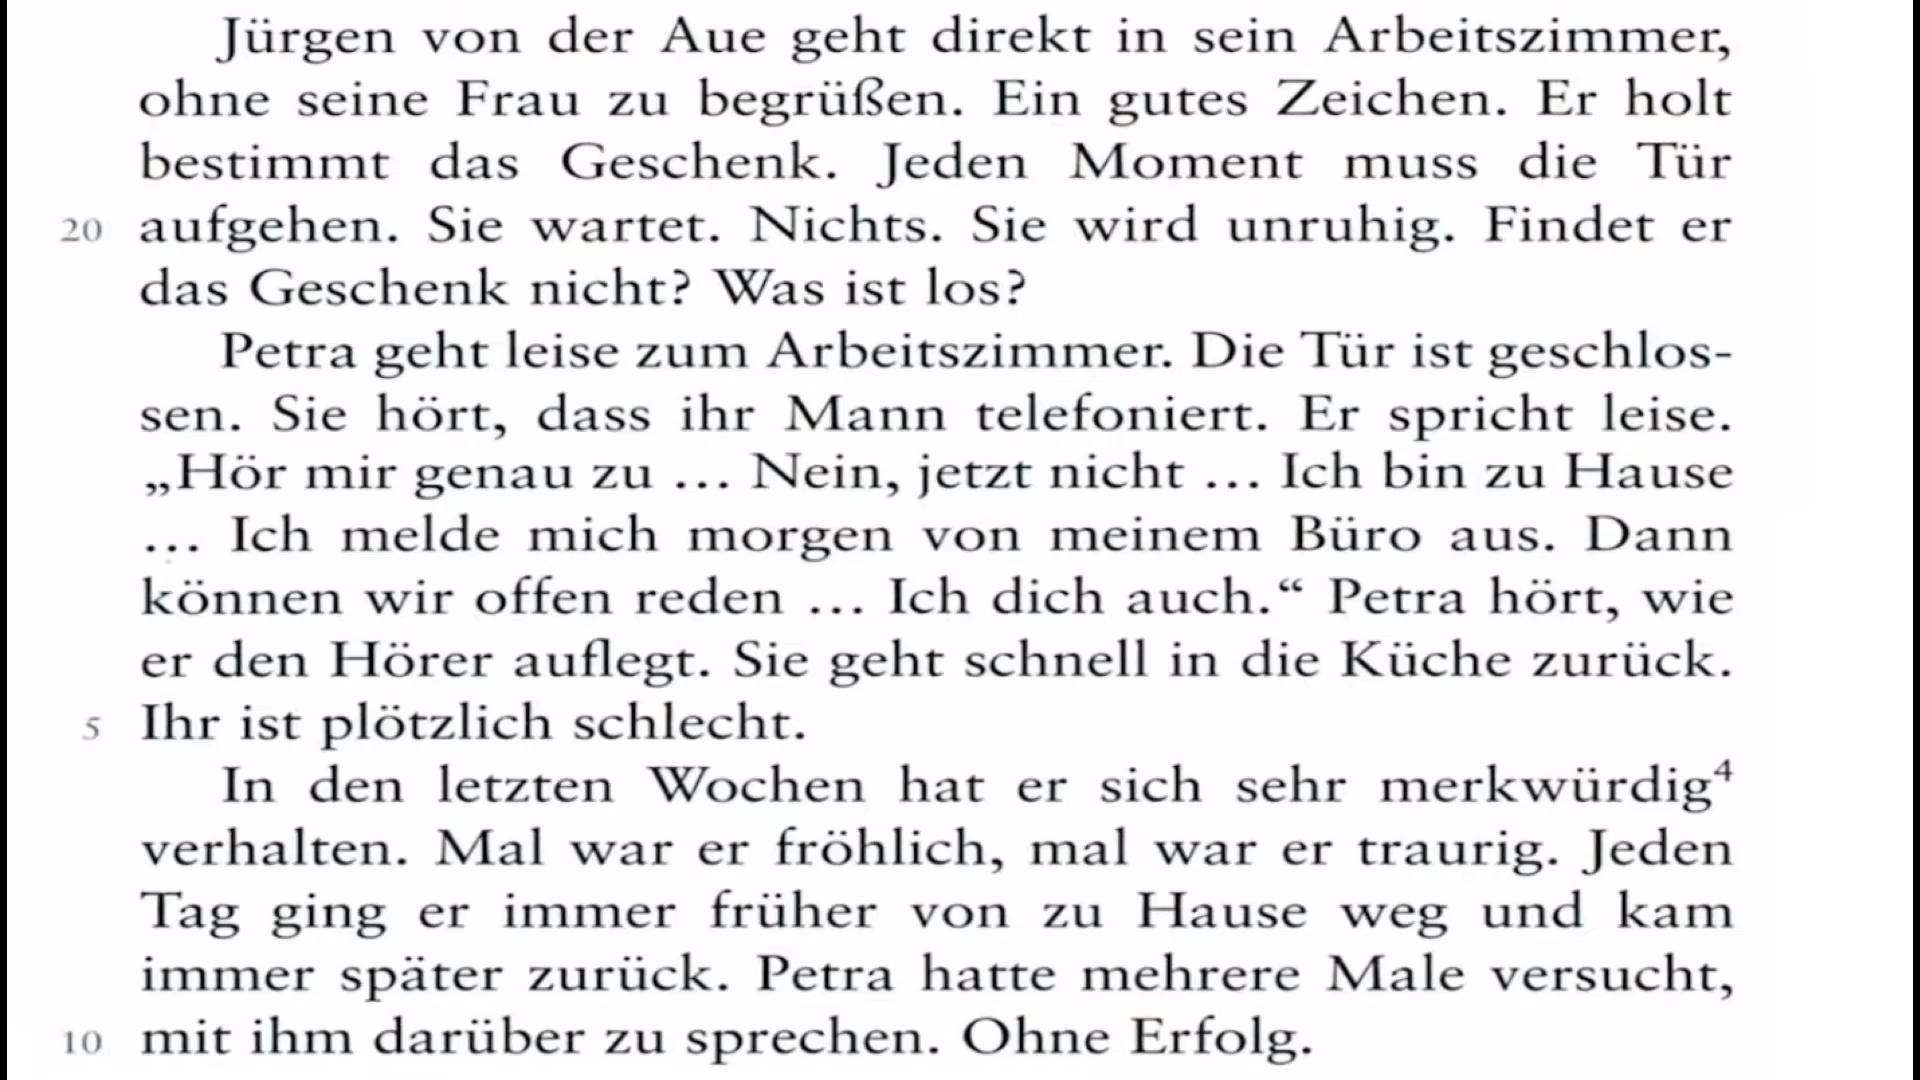 Jürgen von der Aue geht direkt in sein Arbeitszimmer,
ohne seine Frau zu begrüßen. Ein gutes Zeichen. Er holt
bestimmt das Geschenk. Jeden Moment muss die Tür
20 aufgehen. Sie wartet. Nichts. Sie wird unruhig. Findet er
das Geschenk nicht? Was ist los?
Petra geht leise zum Arbeitszimmer. Die Tür ist geschlos-
sen. Sie hört, dass ihr Mann telefoniert. Er spricht leise.
„Hör mir genau zu … Nein, jetzt nicht … Ich bin zu Hause
… Ich melde mich morgen von meinem Büro aus. Dann
können wir offen reden … Ich dich auch.“ Petra hört, wie
er den Hörer auflegt. Sie geht schnell in die Küche zurück.
5 Ihr ist plötzlich schlecht.
In den letzten Wochen hat er sich sehr merkwürdig⁴
verhalten. Mal war er fröhlich, mal war er traurig. Jeden
Tag ging er immer früher von zu Hause weg und kam
immer später zurück. Petra hatte mehrere Male versucht,
10 mit ihm darüber zu sprechen. Ohne Erfolg.